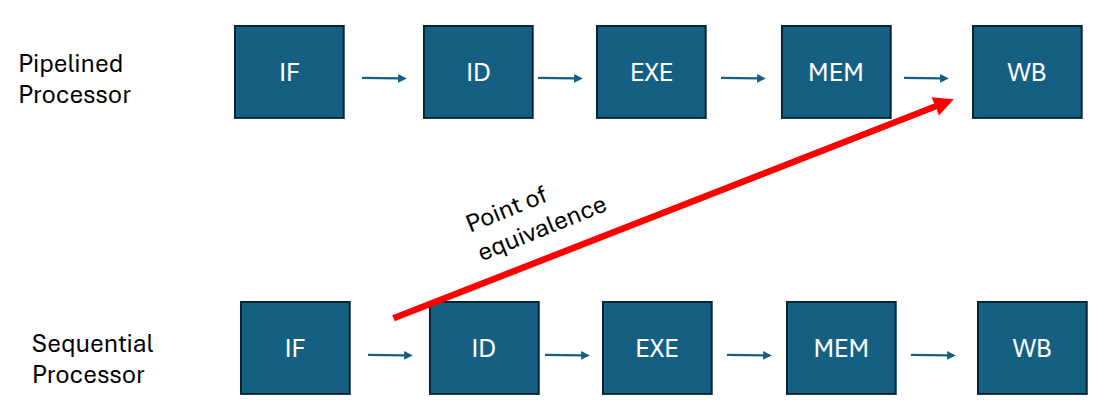 Pipelined
Processor
IF
ID
EXE
MEM
WB
Point of
equivalence
Sequential
Processor
IF
ID
EXE
MEM
WB